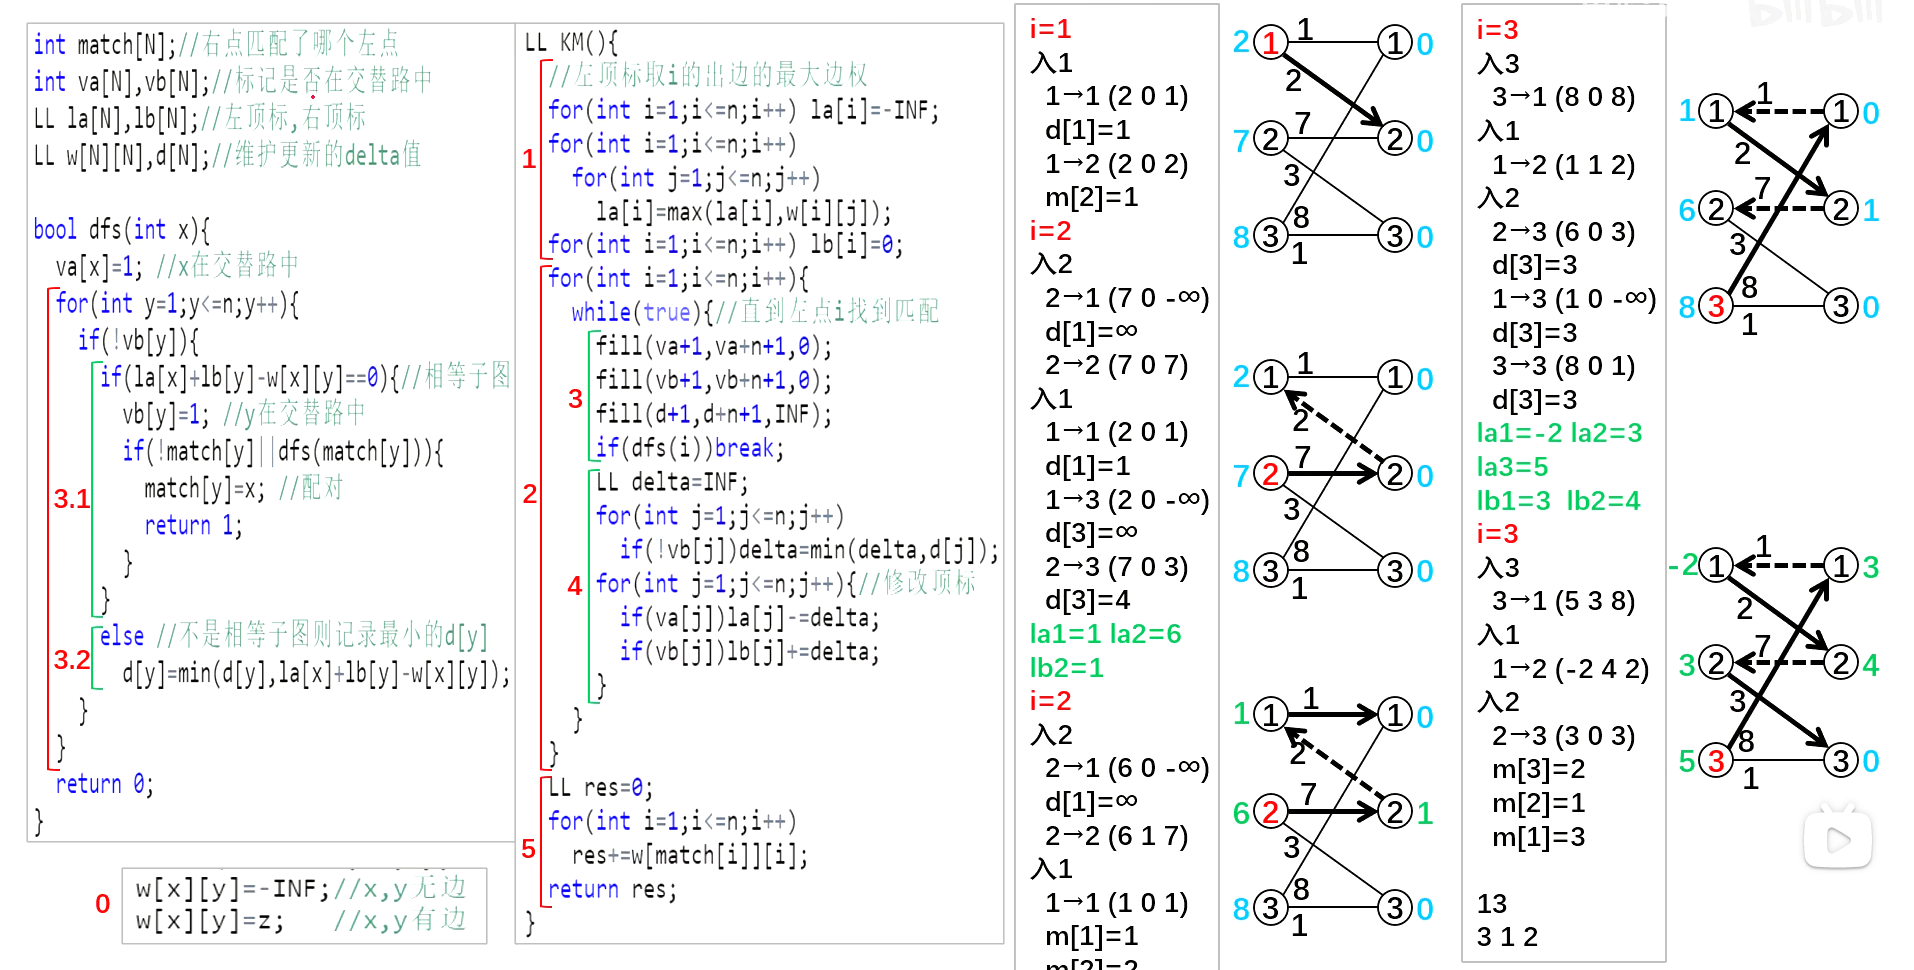 int match[N];//右点匹配了哪个左点
int va[N],vb[N];//标记是否在交替路中
LL la[N],lb[N];//左顶标,右顶标
LL w[N][N],d[N];//维护更新的delta值
bool dfs(int x){
va[x]=1; //x在交替路中
3.1
for(int y=1;y<=n;y++){
if(!vb[y]){
if(la[x]+lb[y]-w[x][y]==0){//相等子图
vb[y]=1; //y在交替路中
if(!match[y]||dfs(match[y])){
match[y]=x; //配对
return 1;
}
}
3.2
else //不是相等子图则记录最小的d[y]
d[y]=min(d[y],la[x]+lb[y]-w[x][y]);
}
}
return 0;
}
0
w[x][y]=-INF;//x,y无边
w[x][y]=z; //x,y有边
LL KM(){
1
//左顶标取i的出边的最大边权
for(int i=1;i<=n;i++) la[i]=-INF;
for(int i=1;i<=n;i++)
for(int j=1;j<=n;j++)
la[i]=max(la[i],w[i][j]);
for(int i=1;i<=n;i++) lb[i]=0;
2
for(int i=1;i<=n;i++){
while(true){//直到左点i找到匹配
3
fill(va+1,va+n+1,0);
fill(vb+1,vb+n+1,0);
fill(d+1,d+n+1,INF);
if(dfs(i))break;
4
LL delta=INF;
for(int j=1;j<=n;j++)
if(!vb[j])delta=min(delta,d[j]);
for(int j=1;j<=n;j++){//修改顶标
if(va[j])la[j]-=delta;
if(vb[j])lb[j]+=delta;
}
}
}
5
LL res=0;
for(int i=1;i<=n;i++)
res+=w[match[i]][i];
return res;
}
i=1
入1
1→1 (2 0 1)
d[1]=1
1→2 (2 0 2)
m[2]=1
i=2
入2
2→1 (7 0 -∞)
d[1]=∞
2→2 (7 0 7)
入1
1→1 (2 0 1)
d[1]=1
1→3 (2 0 -∞)
d[3]=∞
2→3 (7 0 3)
d[3]=4
la1=1 la2=6
lb2=1
i=2
入2
2→1 (6 0 -∞)
d[1]=∞
2→2 (6 1 7)
入1
1→1 (1 0 1)
m[1]=1
m[2]=2
2 1 1 1 0
2
7 2 7 2 0
3
8 3 8 3 0
1
2 1 1 1 0
2
7 2 7 2 0
3
8 3 8 3 0
1
1 1 1 1 0
2
6 2 7 2 1
3
8 3 8 3 0
1
i=3
入3
3→1 (8 0 8)
入1
1→2 (1 1 2)
入2
2→3 (6 0 3)
d[3]=3
1→3 (1 0 -∞)
d[3]=3
3→3 (8 0 1)
d[3]=3
la1=-2 la2=3
la3=5
lb1=3 lb2=4
i=3
入3
3→1 (5 3 8)
入1
1→2 (-2 4 2)
入2
2→3 (3 0 3)
m[3]=2
m[2]=1
m[1]=3
13
3 1 2
1 1 1 1 0
2
6 2 7 2 1
3
8 3 8 3 0
1
-2 1 1 1 3
2
3 2 7 2 4
3
5 3 8 3 0
1